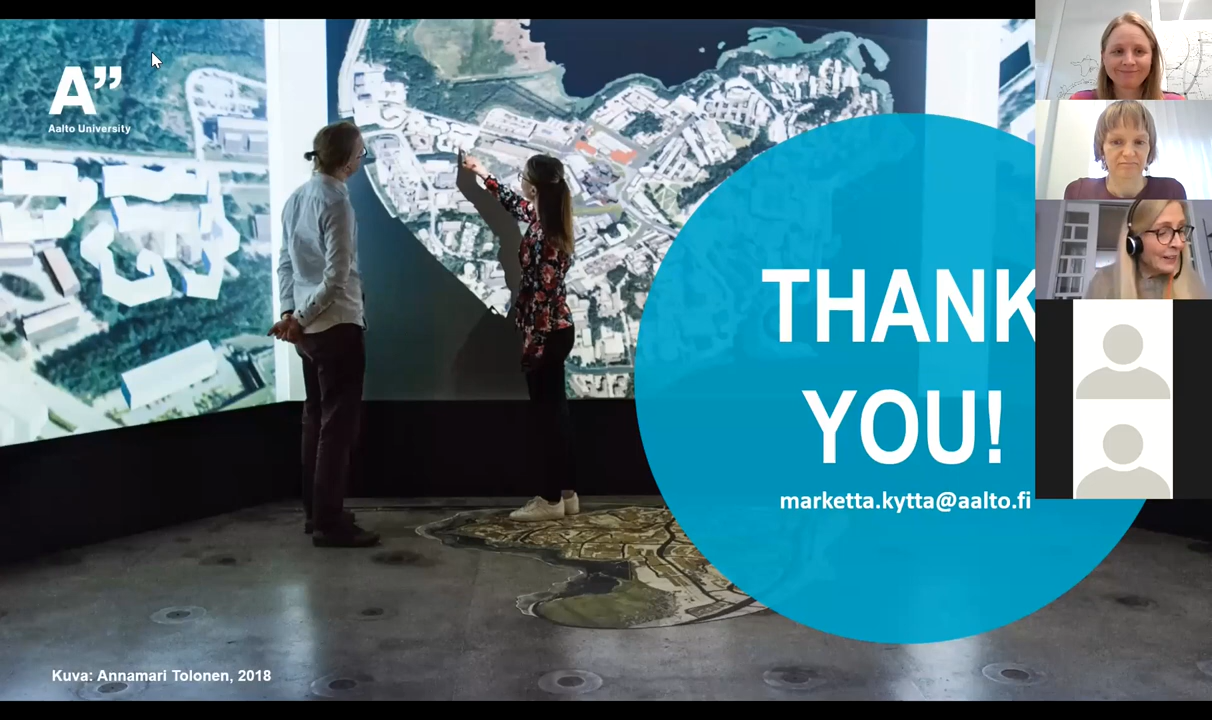 A”
Aalto University
THANK
YOU!
marketta.kytta@aalto.fi
Kuva: Annamari Tolonen, 2018